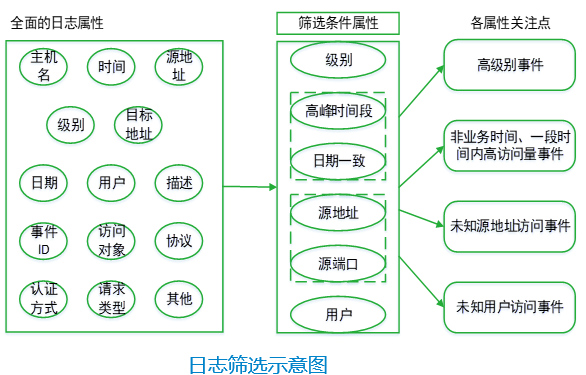 全面的日志属性
筛选条件属性
各属性关注点
主机
名
时间
源地
址
级别
目标
地址
日期
用户
描述
事件
ID
访问
对象
协议
认证
方式
请求
类型
其他
级别
高峰时间段
日期一致
源地址
源端口
用户
高级别事件
非业务时间、一段时
间内高访问量事件
未知源地址访问事件
未知用户访问事件
日志筛选示意图